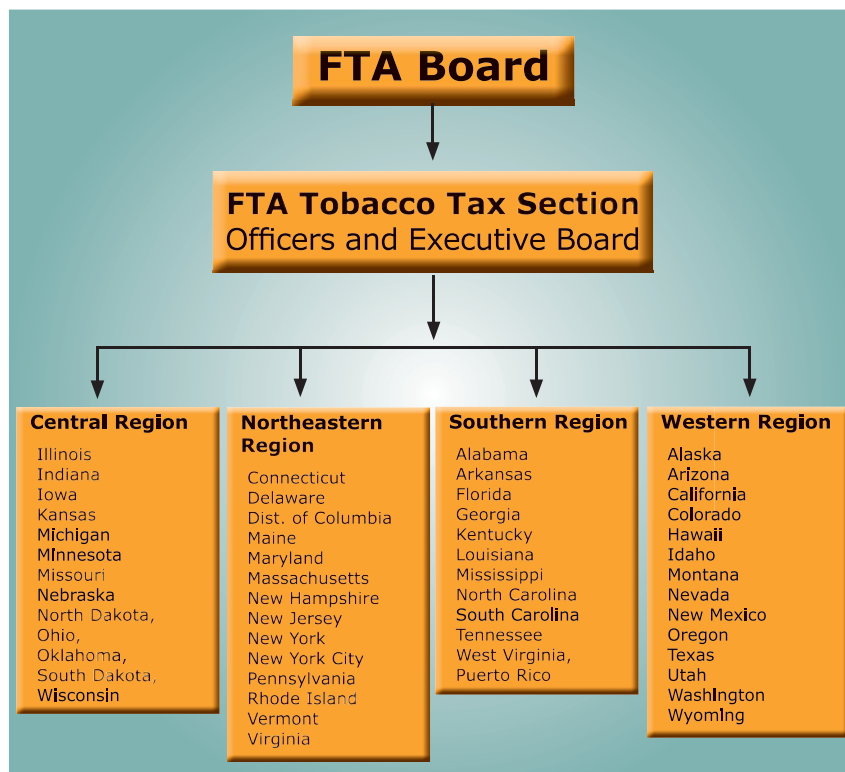 FTA Board
FTA Tobacco Tax Section
Officers and Executive Board
Central Region
Illinois
Indiana
Iowa
Kansas
Michigan
Minnesota
Missouri
Nebraska
North Dakota,
Ohio,
Oklahoma,
South Dakota,
Wisconsin
Northeastern
Region
Connecticut
Delaware
Dist. of Columbia
Maine
Maryland
Massachusetts
New Hampshire
New Jersey
New York
New York City
Pennsylvania
Rhode Island
Vermont
Virginia
Southern Region
Alabama
Arkansas
Florida
Georgia
Kentucky
Louisiana
Mississippi
North Carolina
South Carolina
Tennessee
West Virginia,
Puerto Rico
Western Region
Alaska
Arizona
California
Colorado
Hawaii
Idaho
Montana
Nevada
New Mexico
Oregon
Texas
Utah
Washington
Wyoming